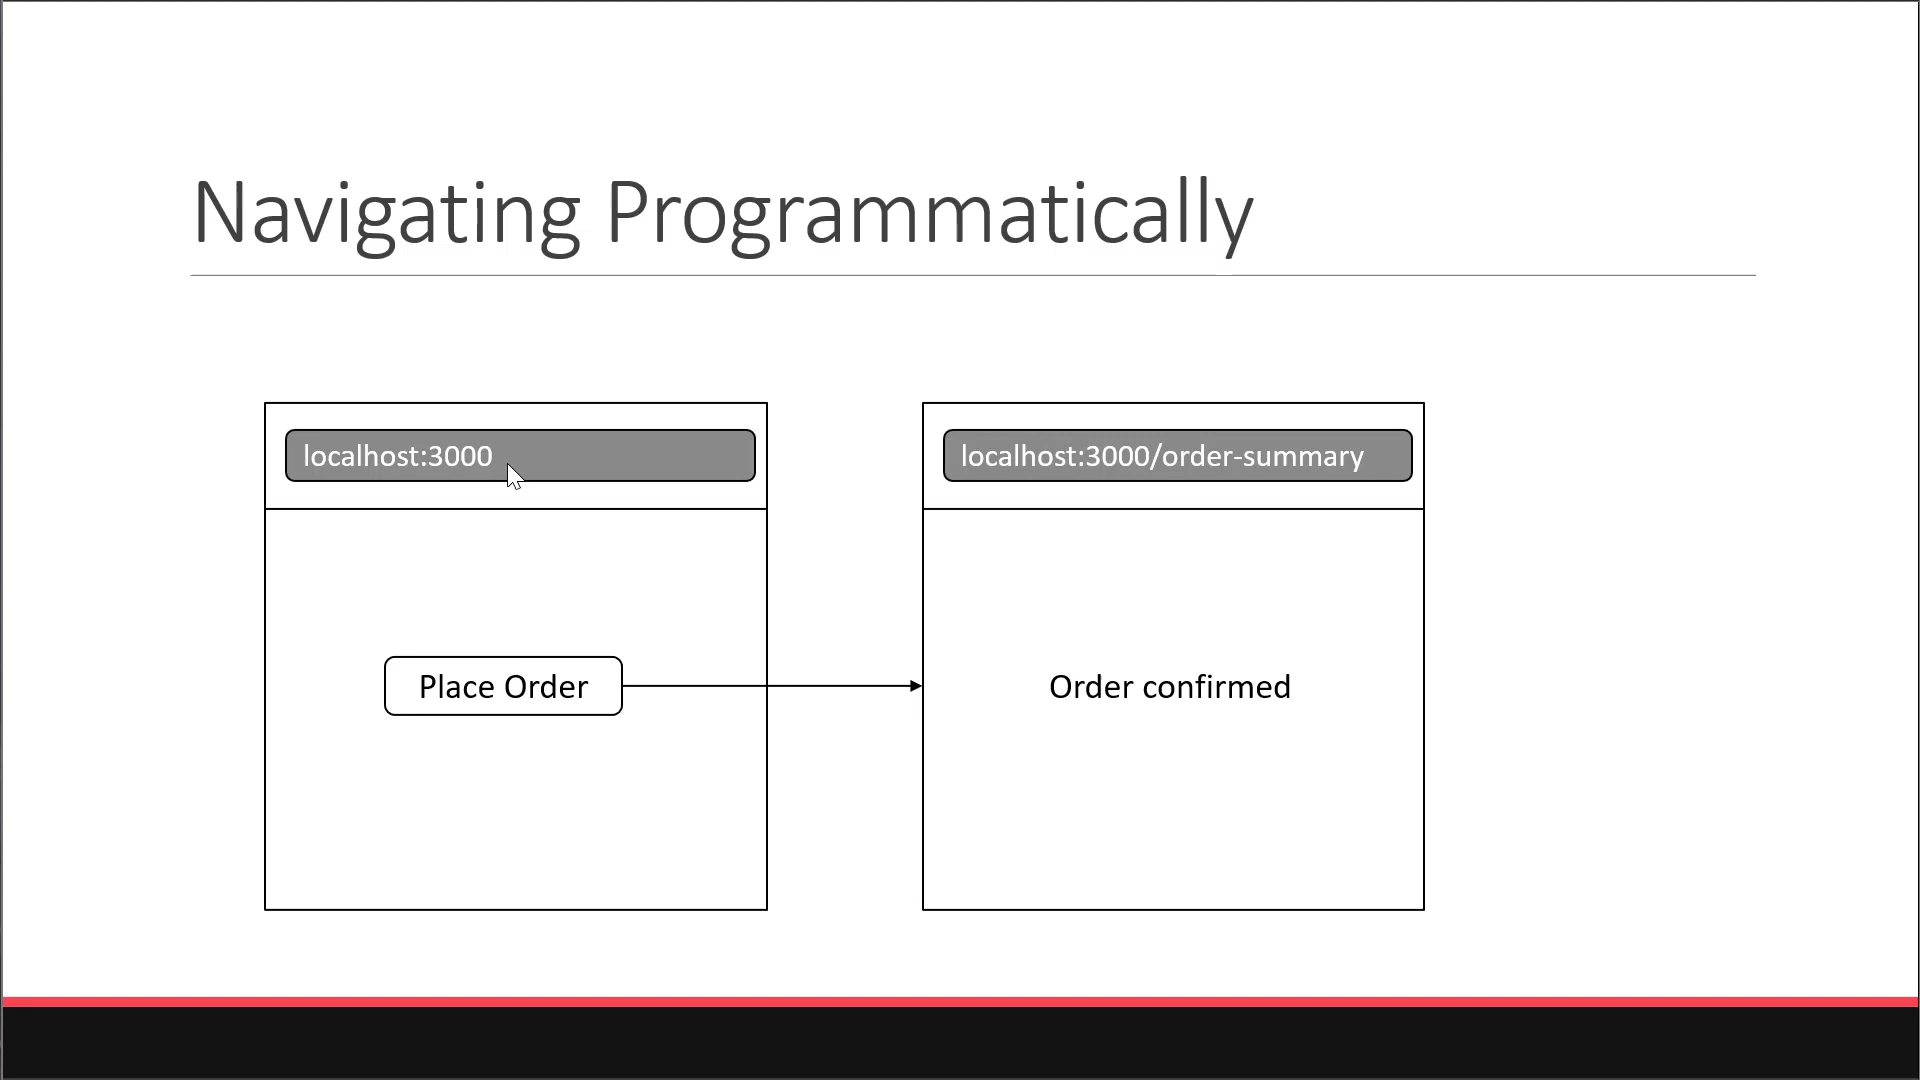 Navigating Programmatically
localhost:3000
localhost:3000/order-summary
Place Order
Order confirmed